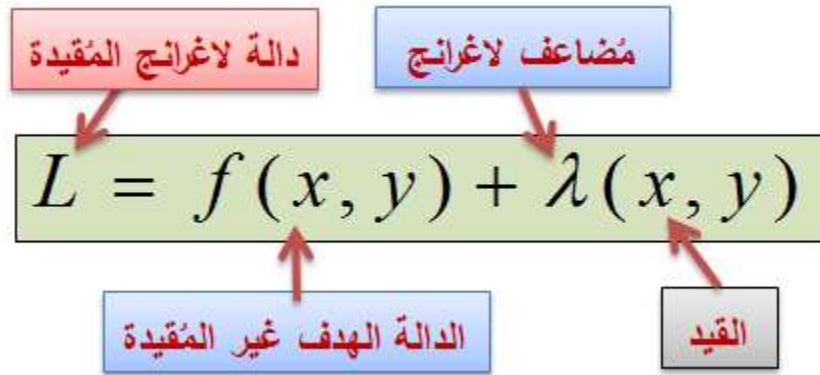 دالة لاغرانج المُقيدة
مُضاعف لاغرانج
L = f(x, y) + λ(x, y)
الدالة الهدف غير المُقيدة
القيد